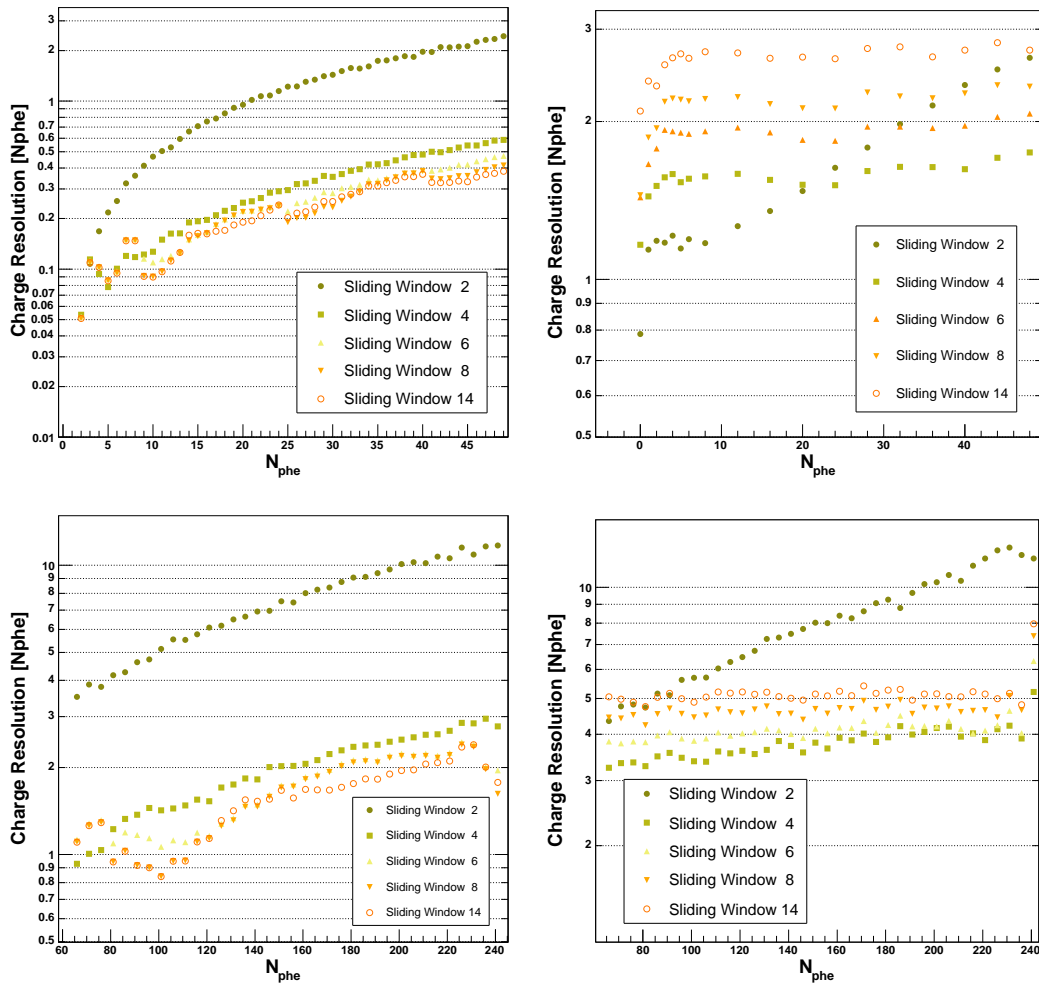 Charge Resolution [Nphe]
3
2
1
0.6
0.5
0.4
0.3
0.2
0.1
0.07
0.05
0.04
0.03
0.02
0.01
0 5 10 15 20 25 30 35 40 45
N_phe
Sliding Window 2
Sliding Window 4
Sliding Window 6
Sliding Window 8
Sliding Window 14
Charge Resolution [Nphe]
3
2
1
0.9
0.8
0.7
0.6
0.5
0 10 20 30 40
N_phe
Sliding Window 2
Sliding Window 4
Sliding Window 6
Sliding Window 8
Sliding Window 14
Charge Resolution [Nphe]
10
9
8
7
6
5
4
3
2
1
0.9
0.8
0.7
0.6
0.5
60 80 100 120 140 160 180 200 220 240
N_phe
Sliding Window 2
Sliding Window 4
Sliding Window 6
Sliding Window 8
Sliding Window 14
Charge Resolution [Nphe]
10
9
8
7
6
5
4
3
2
80 100 120 140 160 180 200 220 240
N_phe
Sliding Window 2
Sliding Window 4
Sliding Window 6
Sliding Window 8
Sliding Window 14